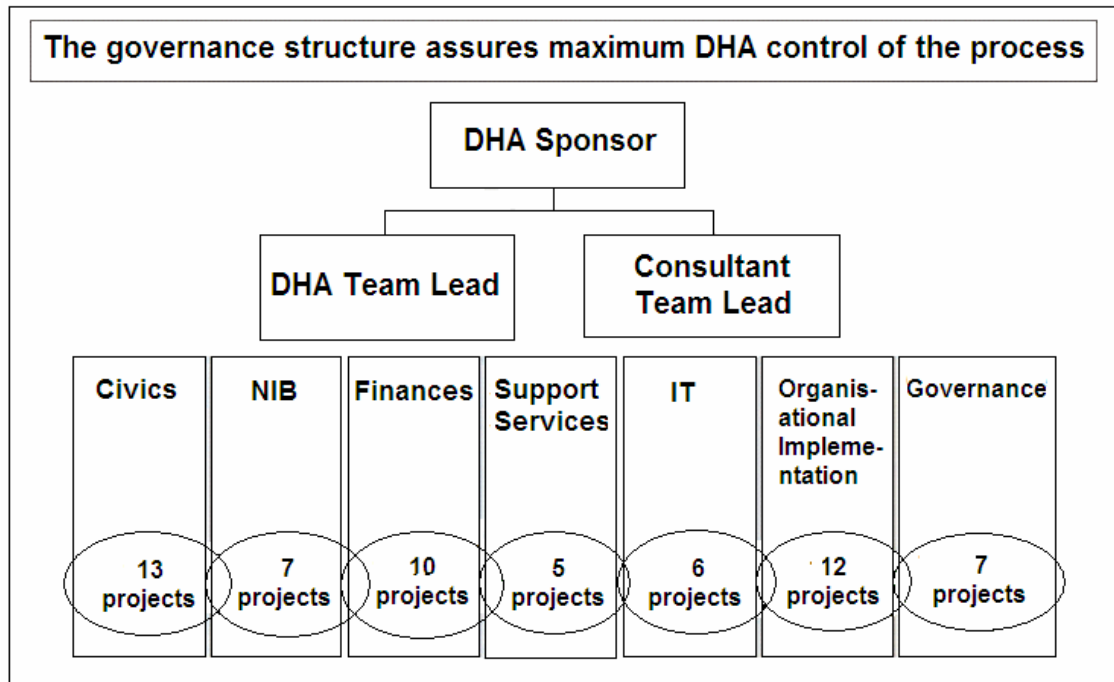 The governance structure assures maximum DHA control of the process
DHA Sponsor
DHA Team Lead
Consultant
Team Lead
Civics
NIB
Finances
Support
Services
IT
Organis-
ational
Impleme-
ntation
Governance
13
projects
7
projects
10
projects
5
projects
6
projects
12
projects
7
projects